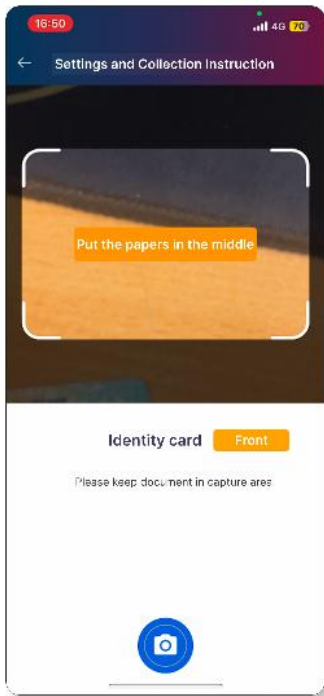 16:50 4G 70
Settings and Collection Instruction
Put the papers in the middle
Identity card Front
Please keep document in capture area